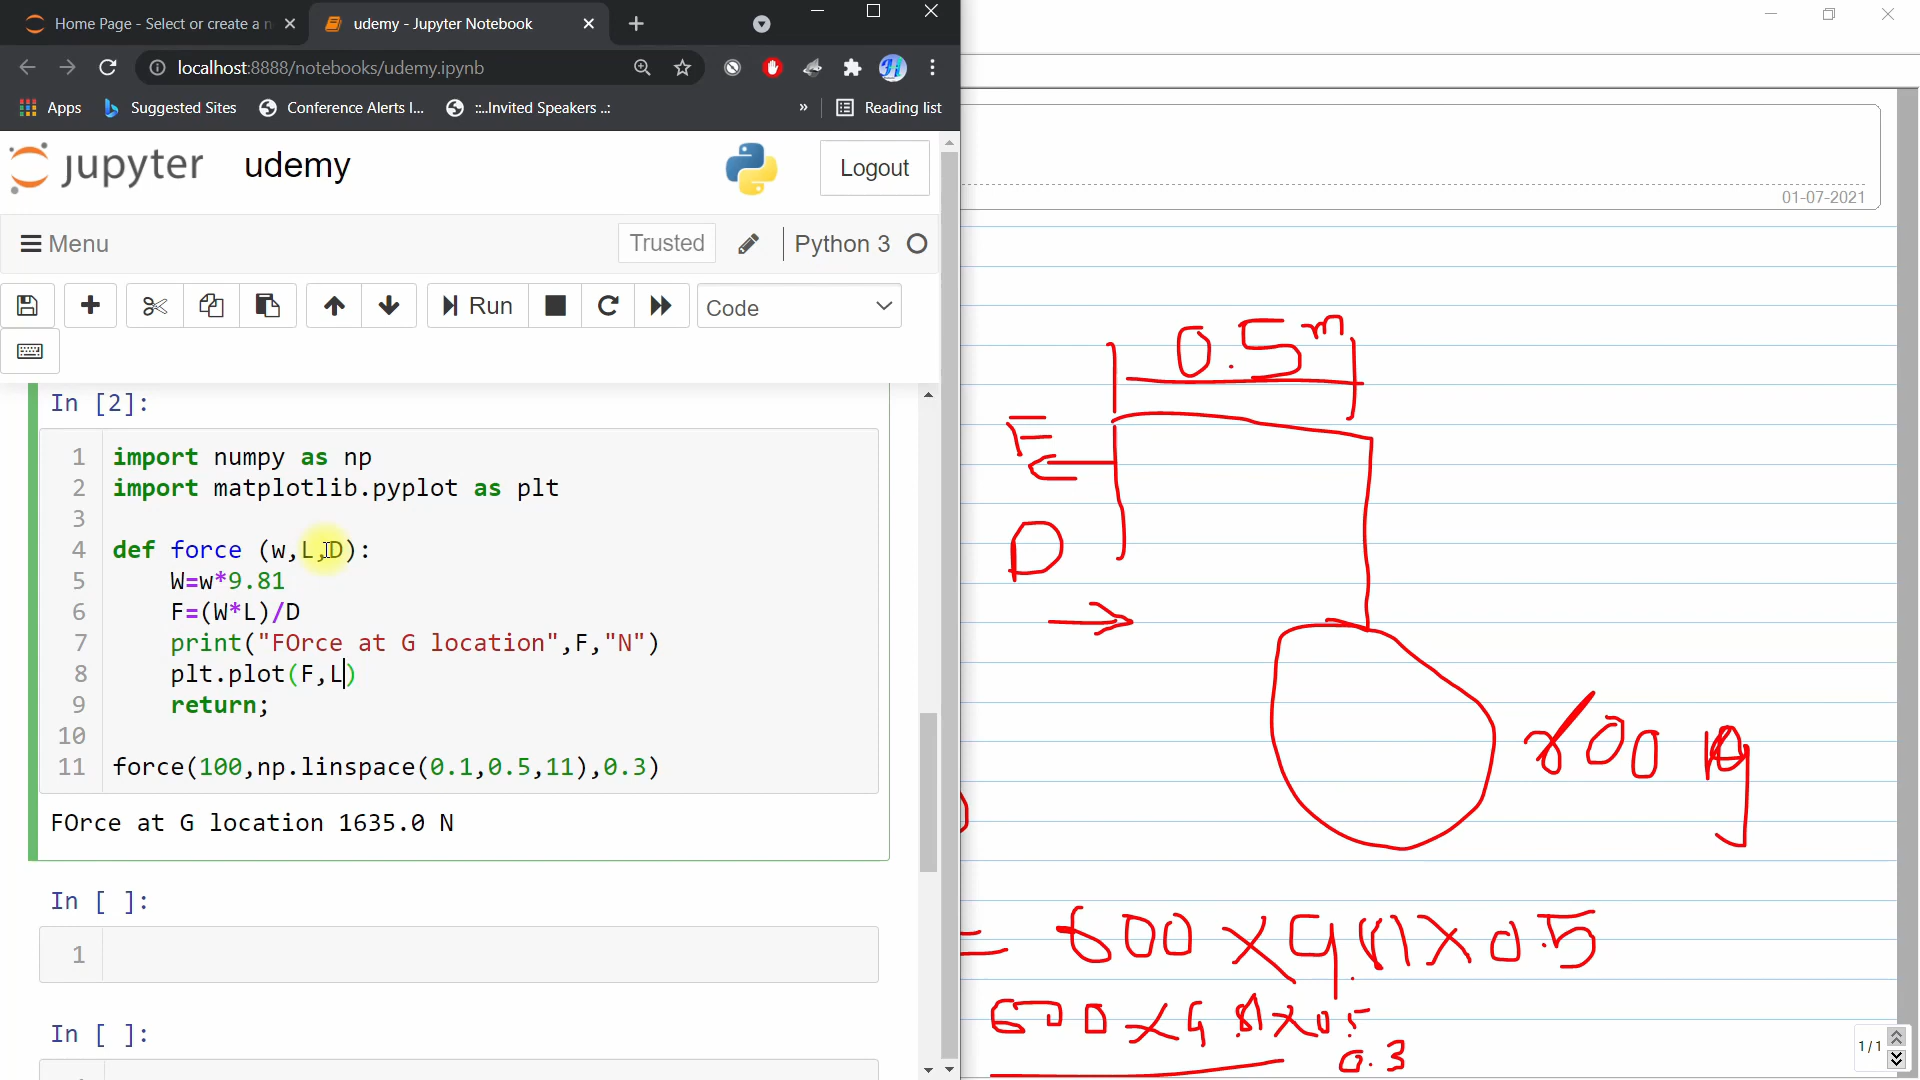 Home Page - Select or create a n
udemy - Jupyter Notebook
localhost:8888/notebooks/udemy.ipynb
Apps
Suggested Sites
Conference Alerts I...
::..Invited Speakers ..:
»
Reading list
jupyter
udemy
Logout
Menu
Trusted
Python 3
Run
Code
In [2]:
1 import numpy as np
2 import matplotlib.pyplot as plt
3
4 def force (w,L,D):
5 W=w*9.81
6 F=(W*L)/D
7 print("FOrce at G location",F,"N")
8 plt.plot(F,L)
9 return;
10
11 force(100,np.linspace(0.1,0.5,11),0.3)
FOrce at G location 1635.0 N
In [ ]:
1
In [ ]:
01-07-2021
0.5 m
F
D
= 600 × 9.81 × 0.5
600 × 9.81 × 0.5
0.3
1/1